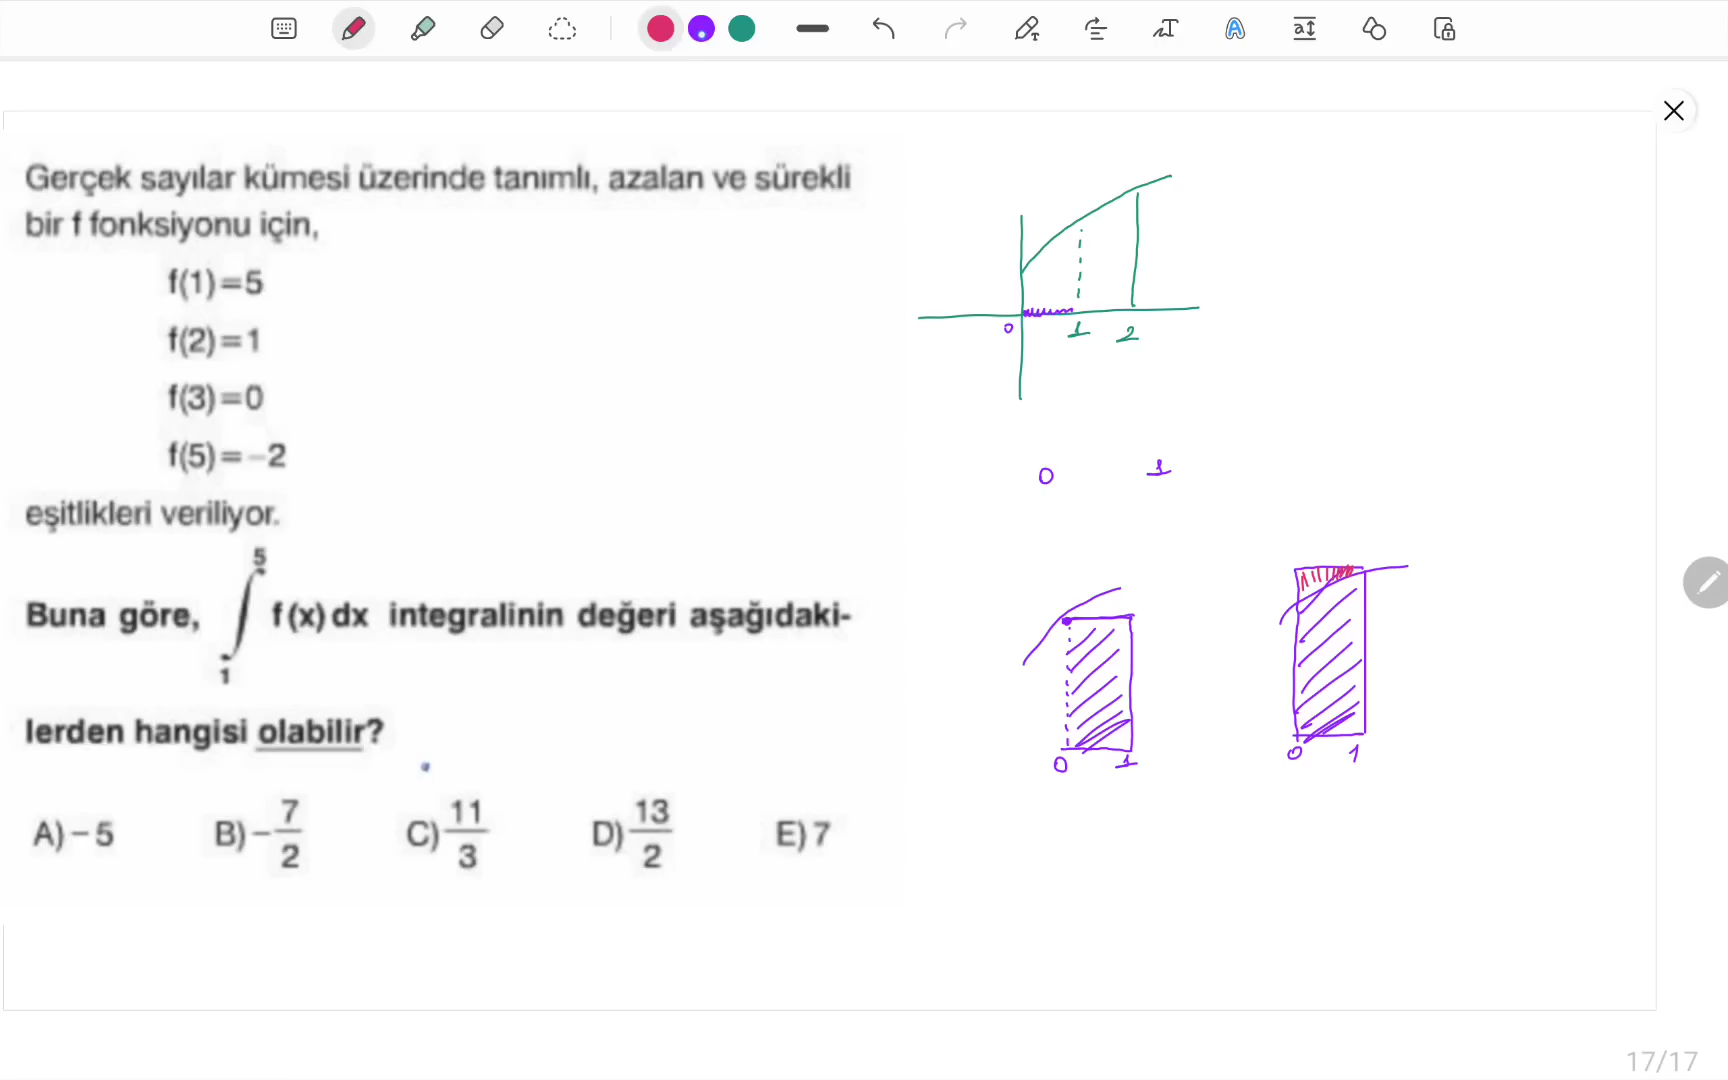 Gerçek sayılar kümesi üzerinde tanımlı, azalan ve sürekli
bir f fonksiyonu için,
f(1)=5
f(2)=1
f(3)=0
f(5)=-2
eşitlikleri veriliyor.
Buna göre, ∫₁⁵ f(x)dx integralinin değeri aşağıdaki-
lerden hangisi olabilir?
A) -5 B) -7/2 C) 11/3 D) 13/2 E) 7
0 1 2
0 1
0 1
0 1
17/17